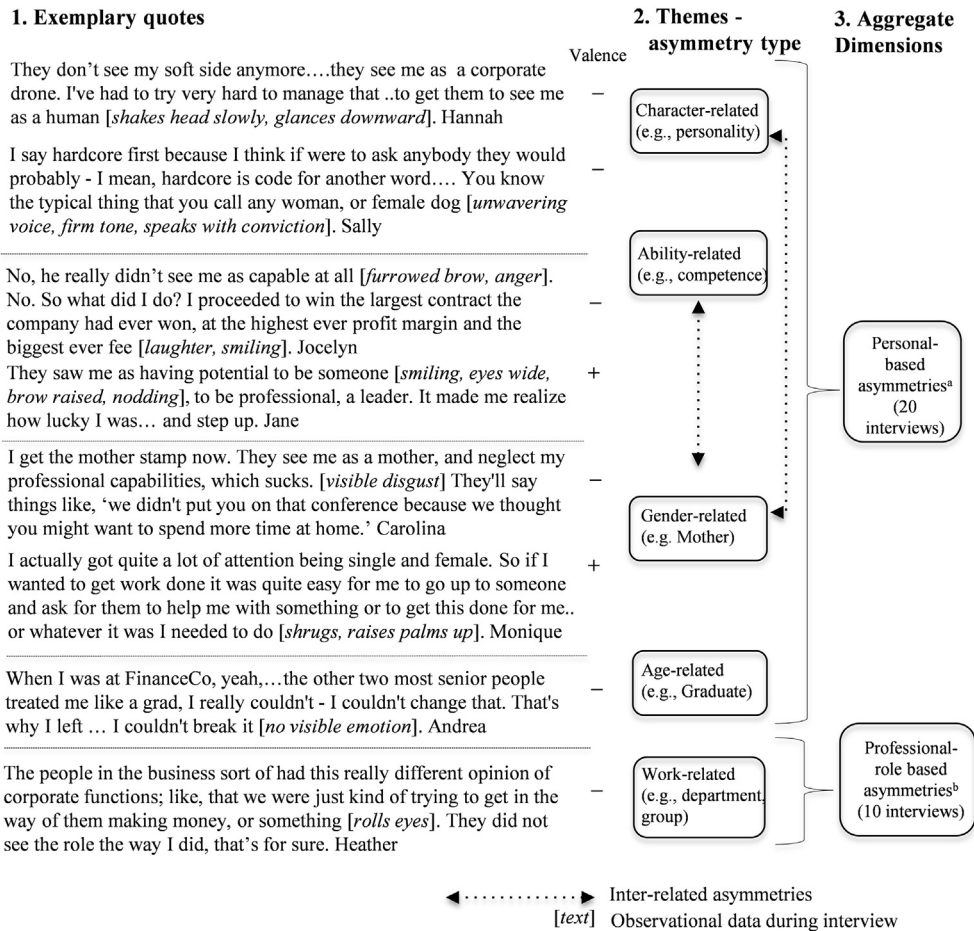 1. Exemplary quotes
2. Themes -
asymmetry type
3. Aggregate
Dimensions
Valence
They don’t see my soft side anymore….they see me as a corporate
drone. I've had to try very hard to manage that ..to get them to see me
as a human [shakes head slowly, glances downward]. Hannah
–
I say hardcore first because I think if were to ask anybody they would
probably - I mean, hardcore is code for another word…. You know
the typical thing that you call any woman, or female dog [unwavering
voice, firm tone, speaks with conviction]. Sally
–
Character-related
(e.g., personality)
No, he really didn’t see me as capable at all [furrowed brow, anger].
No. So what did I do? I proceeded to win the largest contract the
company had ever won, at the highest ever profit margin and the
biggest ever fee [laughter, smiling]. Jocelyn
–
They saw me as having potential to be someone [smiling, eyes wide,
brow raised, nodding], to be professional, a leader. It made me realize
how lucky I was… and step up. Jane
+
Ability-related
(e.g., competence)
I get the mother stamp now. They see me as a mother, and neglect my
professional capabilities, which sucks. [visible disgust] They'll say
things like, ‘we didn't put you on that conference because we thought
you might want to spend more time at home.’ Carolina
–
I actually got quite a lot of attention being single and female. So if I
wanted to get work done it was quite easy for me to go up to someone
and ask for them to help me with something or to get this done for me..
or whatever it was I needed to do [shrugs, raises palms up]. Monique
+
Gender-related
(e.g. Mother)
When I was at FinanceCo, yeah,…the other two most senior people
treated me like a grad, I really couldn't - I couldn't change that. That's
why I left … I couldn't break it [no visible emotion]. Andrea
–
Age-related
(e.g., Graduate)
Personal-
based
asymmetriesᵃ
(20
interviews)
The people in the business sort of had this really different opinion of
corporate functions; like, that we were just kind of trying to get in the
way of them making money, or something [rolls eyes]. They did not
see the role the way I did, that’s for sure. Heather
–
Work-related
(e.g., department,
group)
Professional-
role based
asymmetriesᵇ
(10 interviews)
Inter-related asymmetries
[text] Observational data during interview